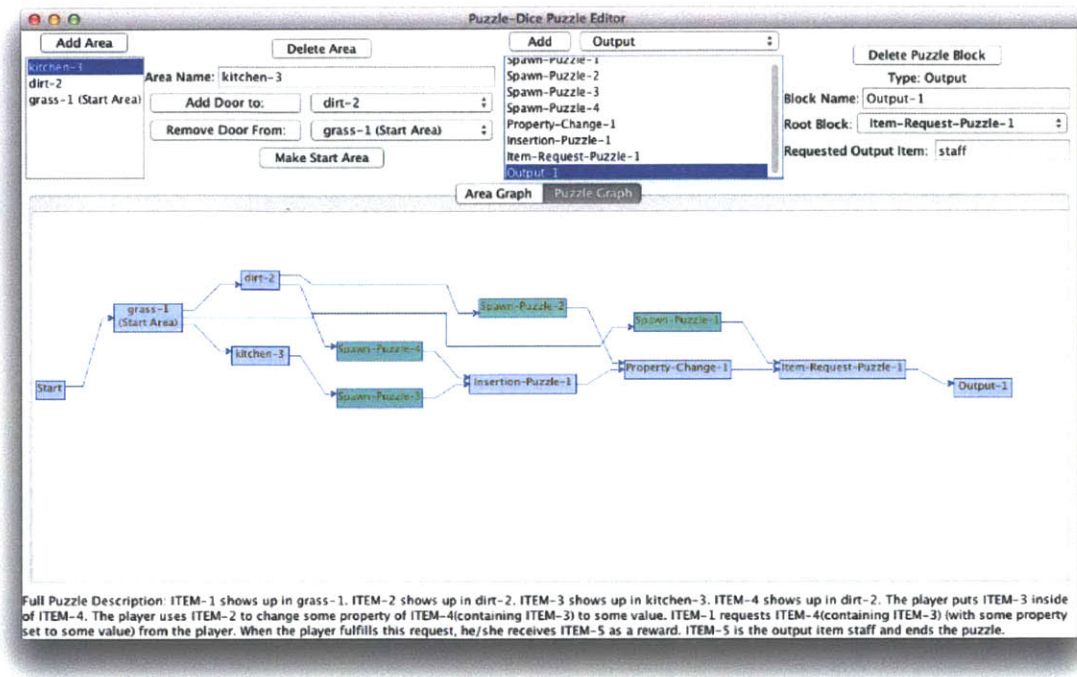 Puzzle-Dice Puzzle Editor
Add Area
kitchen-3
dirt-2
grass-1 (Start Area)
Delete Area
Area Name: kitchen-3
Add Door to: dirt-2
Remove Door From: grass-1 (Start Area)
Make Start Area
Add Output
Spawn-Puzzle-1
Spawn-Puzzle-2
Spawn-Puzzle-3
Spawn-Puzzle-4
Property-Change-1
Insertion-Puzzle-1
Item-Request-Puzzle-1
Output-1
Delete Puzzle Block
Type: Output
Block Name: Output-1
Root Block: Item-Request-Puzzle-1
Requested Output Item: staff
Area Graph Puzzle Graph
Start
grass-1
(Start Area)
dirt-2
kitchen-3
Spawn-Puzzle-4
Spawn-Puzzle-3
Spawn-Puzzle-2
Insertion-Puzzle-1
Spawn-Puzzle-1
Property-Change-1
Item-Request-Puzzle-1
Output-1
Full Puzzle Description: ITEM-1 shows up in grass-1. ITEM-2 shows up in dirt-2. ITEM-3 shows up in kitchen-3. ITEM-4 shows up in dirt-2. The player puts ITEM-3 inside
of ITEM-4. The player uses ITEM-2 to change some property of ITEM-4(containing ITEM-3) to some value. ITEM-1 requests ITEM-4(containing ITEM-3) (with some property
set to some value) from the player. When the player fulfills this request, he/she receives ITEM-5 as a reward. ITEM-5 is the output item staff and ends the puzzle.